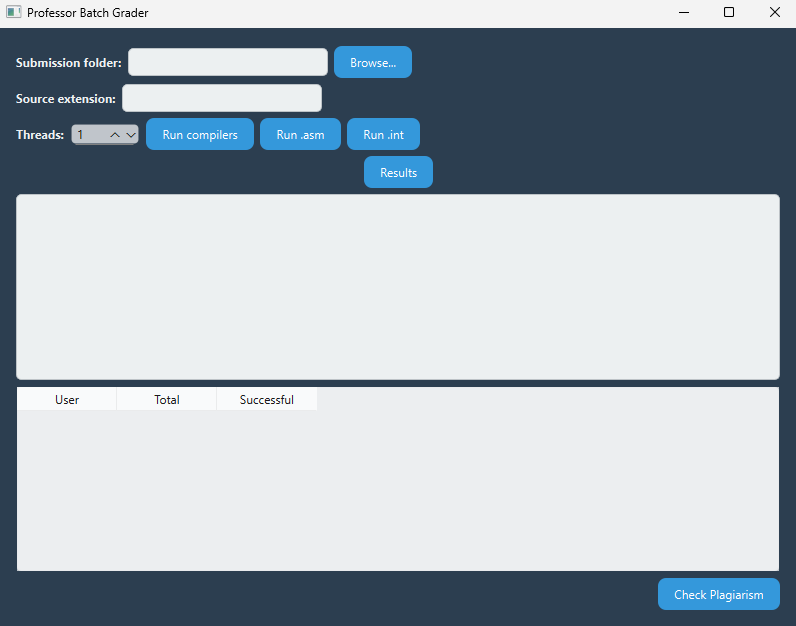 Professor Batch Grader
Submission folder: Browse...
Source extension:
Threads: 1 Run compilers Run .asm Run .int
Results
User Total Successful
Check Plagiarism